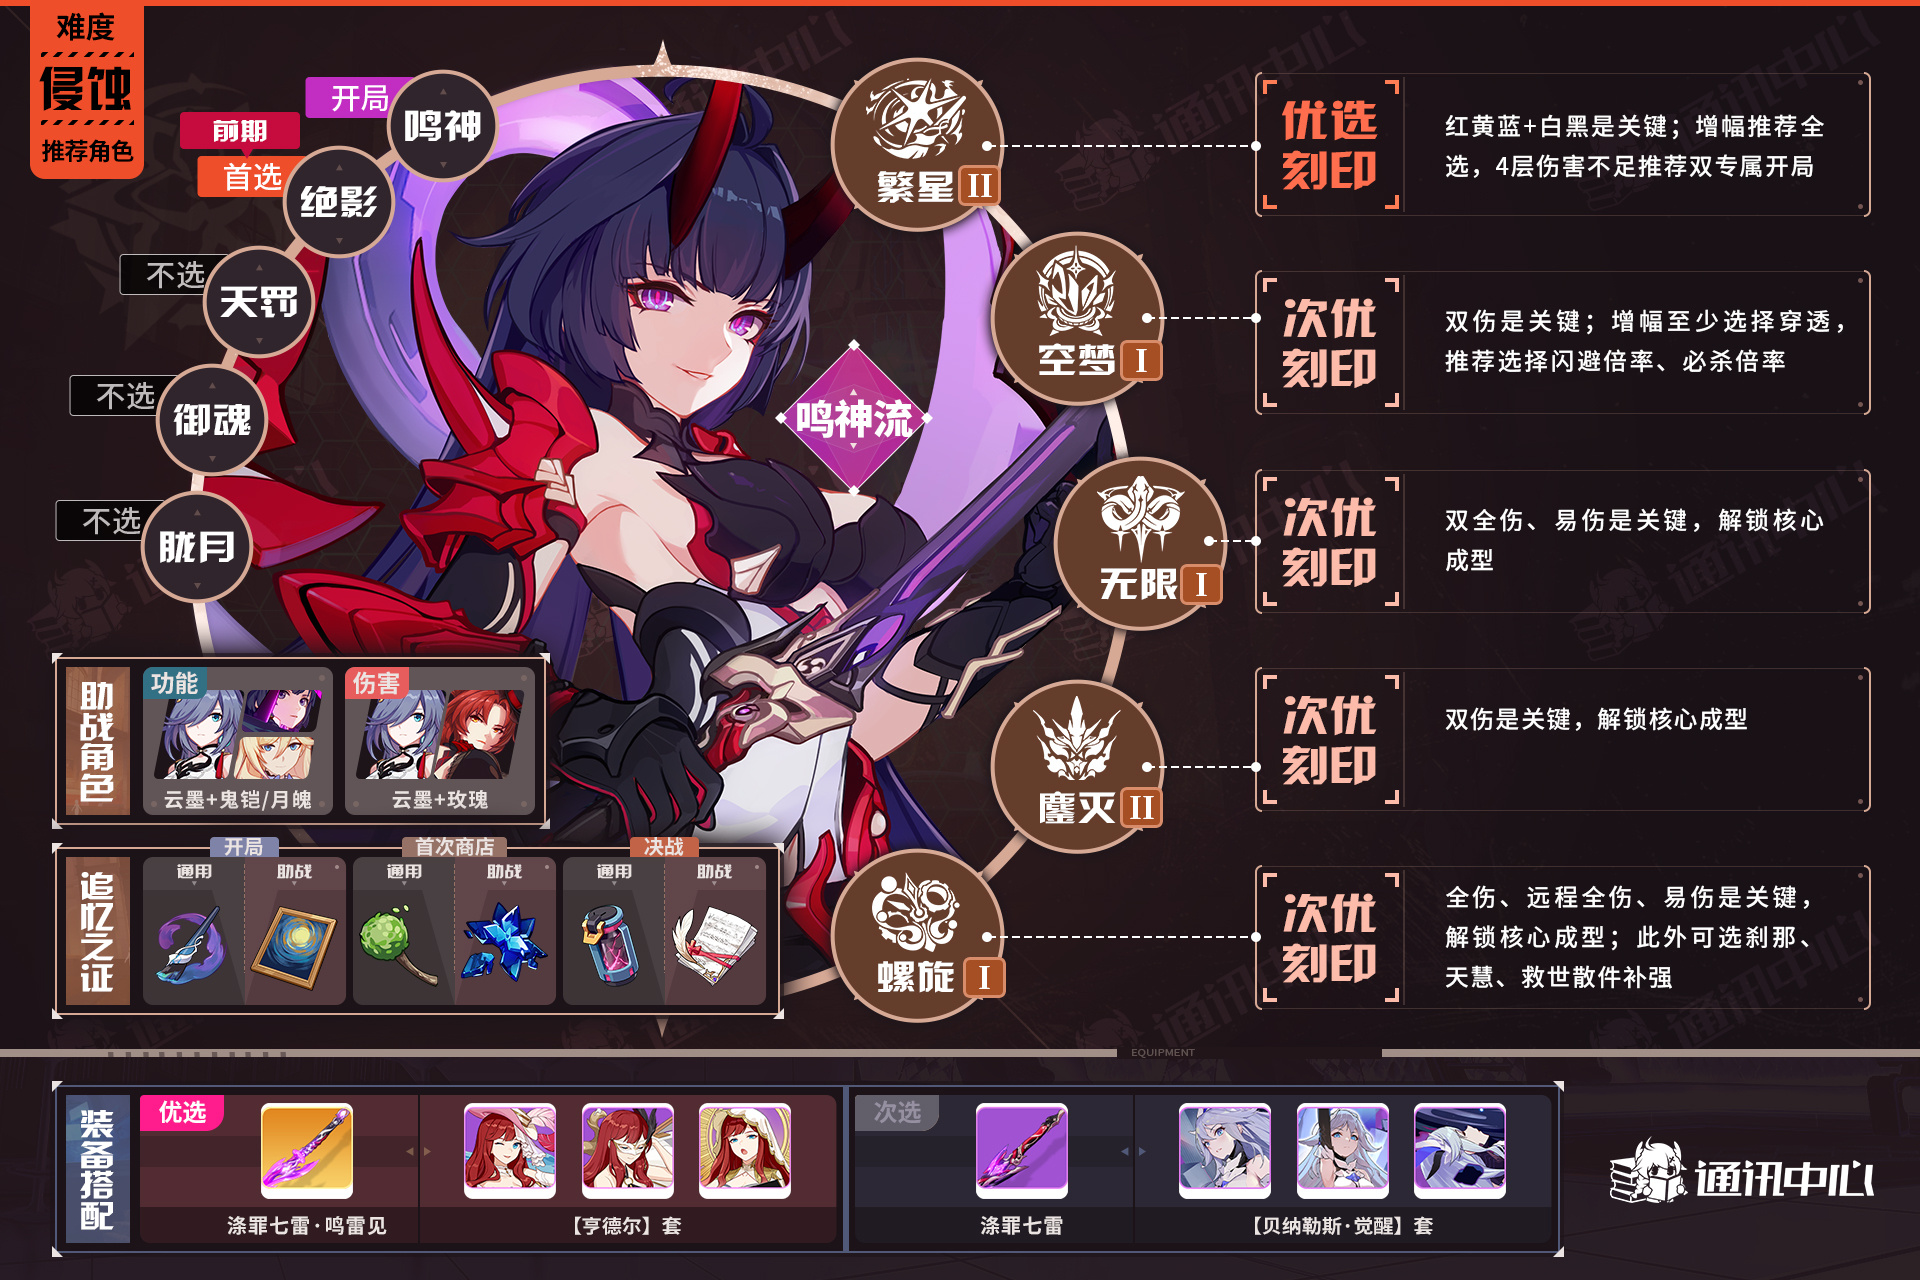 难度
侵蚀
推荐角色
开局
鸣神
前期
首选
绝影
不选
天罚
不选
御魂
不选
胧月
鸣神流
繁星 II
优选
刻印
红黄蓝+白黑是关键；增幅推荐全
选，4层伤害不足推荐双专属开局
空梦 I
次优
刻印
双伤是关键；增幅至少选择穿透，
推荐选择闪避倍率、必杀倍率
无限 I
次优
刻印
双全伤、易伤是关键，解锁核心
成型
鏖灭 II
次优
刻印
双伤是关键，解锁核心成型
螺旋 I
次优
刻印
全伤、远程全伤、易伤是关键，
解锁核心成型；此外可选刹那、
天慧、救世散件补强
助战角色
功能
云墨+鬼铠/月魄
伤害
云墨+玫瑰
追忆之证
开局
通用
助战
首次商店
通用
助战
决战
通用
助战
EQUIPMENT
装备搭配
优选
涤罪七雷·鸣雷见
【亨德尔】套
次选
涤罪七雷
【贝纳勒斯·觉醒】套
通讯中心